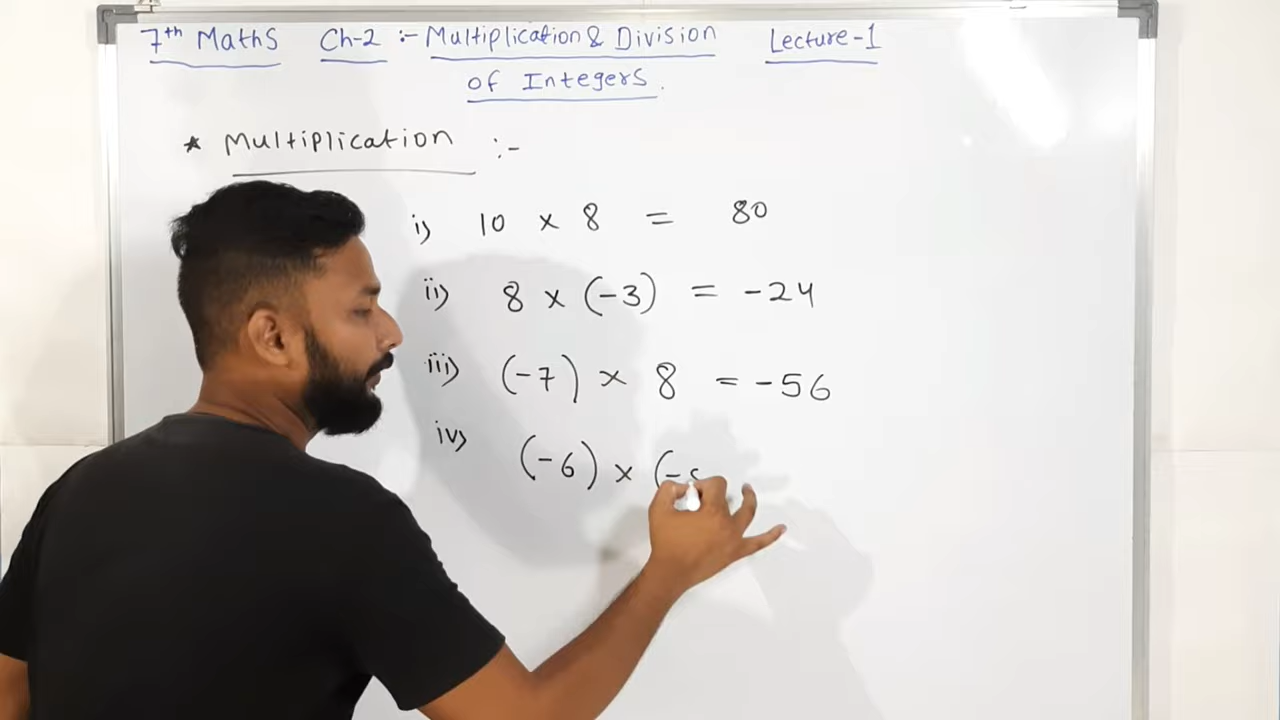 7th Maths Ch-2 :- Multiplication & Division Lecture-1
of Integers.
* Multiplication :-
i) 10 × 8 = 80
ii) 8 × (-3) = -24
iii) (-7) × 8 = -56
iv) (-6) × (-